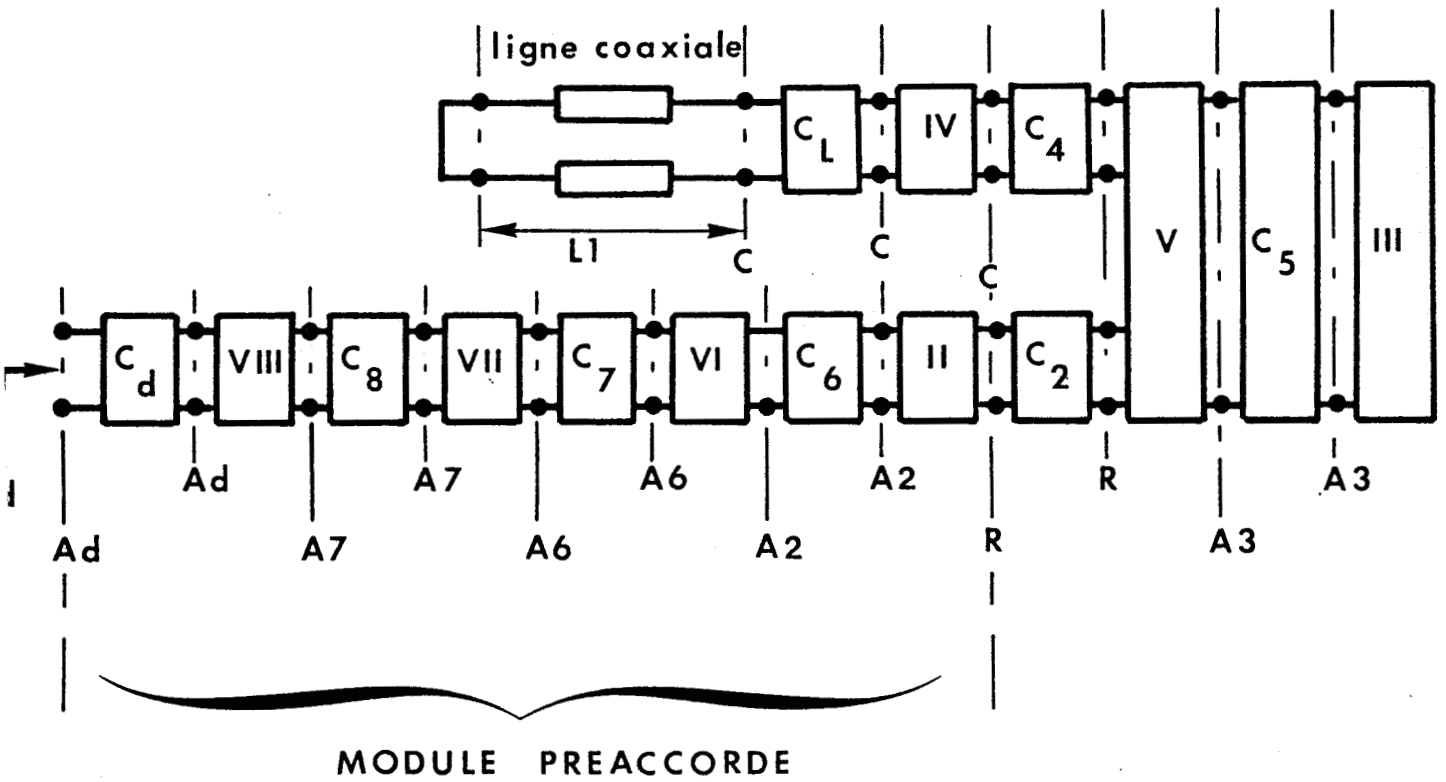 ligne coaxiale
C L IV C 4
V C 5 III
L1
C C C
C d VIII C 8 VII C 7 VI C 6 II C 2
Ad A7 A6 A2 R A3
Ad A7 A6 A2 R A3
MODULE PREACCORDE